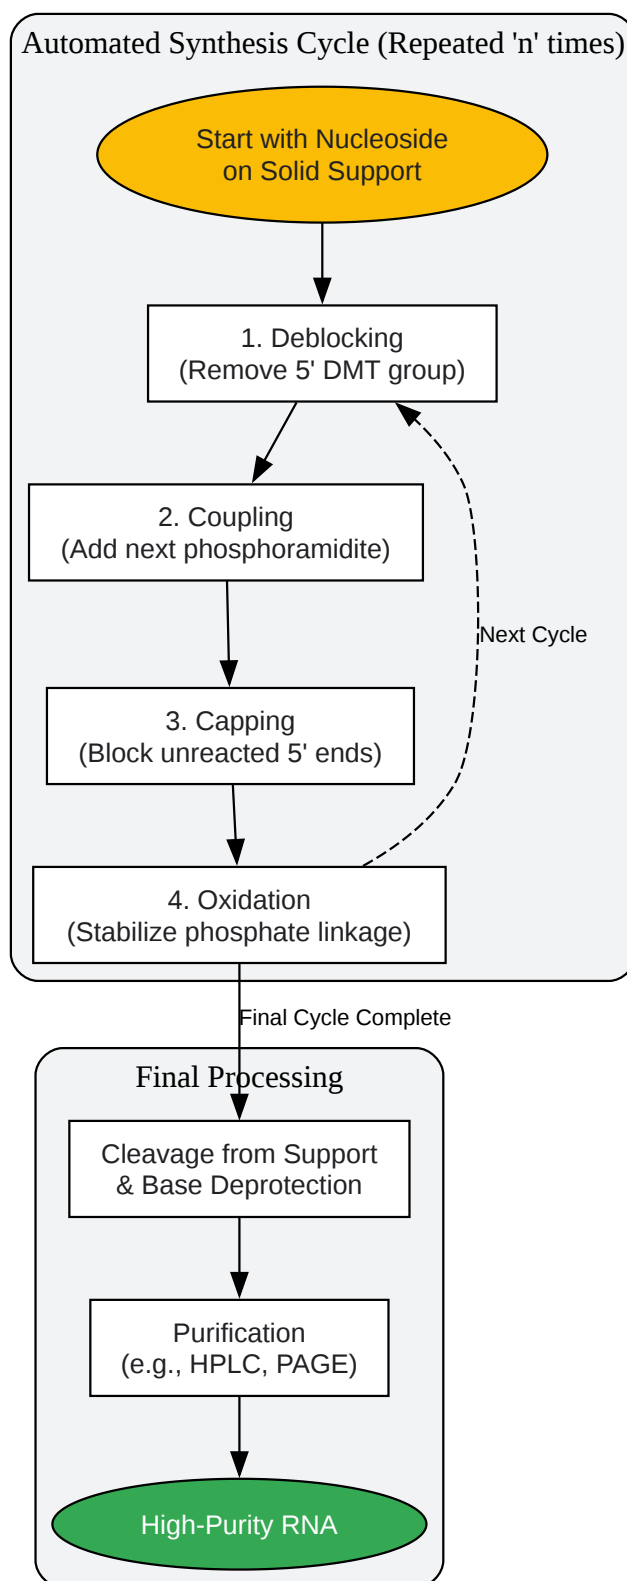 Automated Synthesis Cycle (Repeated 'n' times)
Start with Nucleoside
on Solid Support
1. Deblocking
(Remove 5' DMT group)
2. Coupling
(Add next phosphoramidite)
Next Cycle
3. Capping
(Block unreacted 5' ends)
4. Oxidation
(Stabilize phosphate linkage)
Final Cycle Complete
Final Processing
Cleavage from Support
& Base Deprotection
Purification
(e.g., HPLC, PAGE)
High-Purity RNA